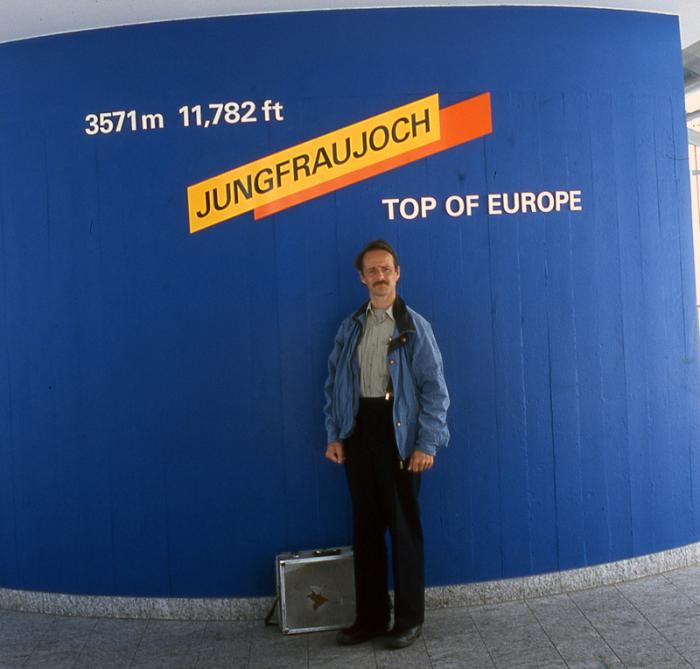 3571m 11,782 ft
JUNGFRAUJOCH
TOP OF EUROPE